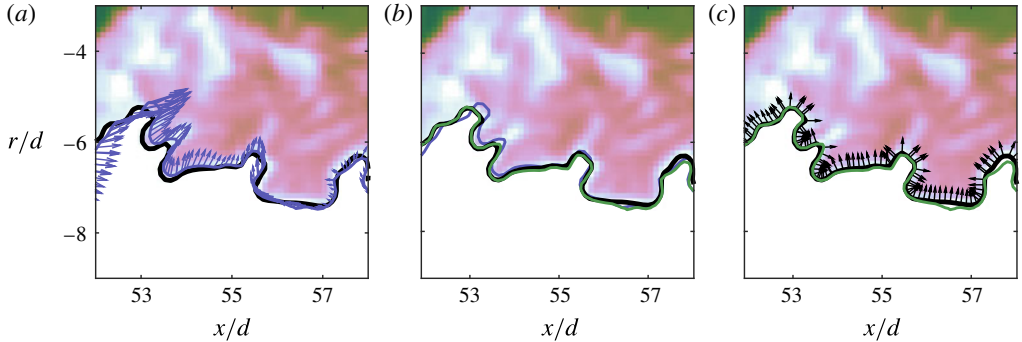 (a) (b) (c)
−4
r/d −6
−8
53 55 57 53 55 57 53 55 57
x/d x/d x/d